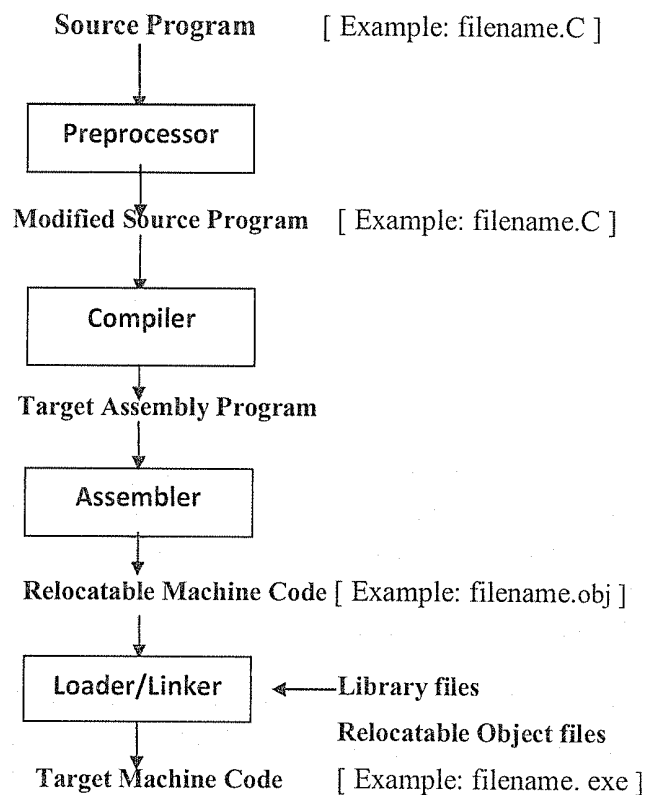 Source Program [ Example: filename.C ]
Preprocessor
Modified Source Program [ Example: filename.C ]
Compiler
Target Assembly Program
Assembler
Relocatable Machine Code [ Example: filename.obj ]
Loader/Linker Library files
Relocatable Object files
Target Machine Code [ Example: filename. exe ]